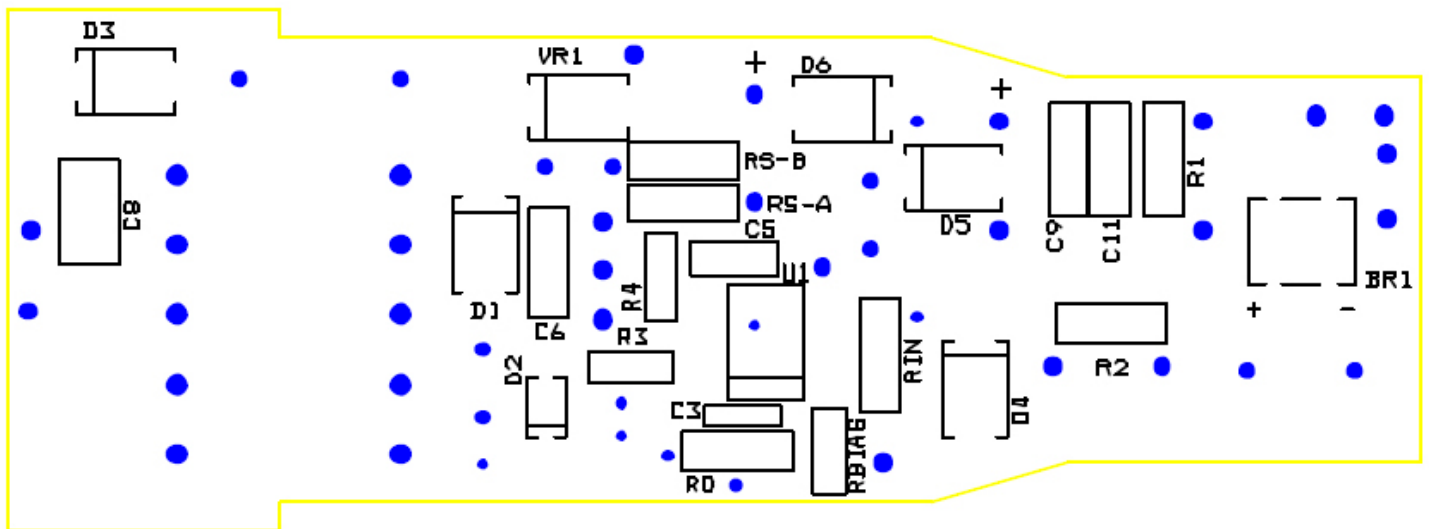 D3
VR1
+
D6
+
RS-B
R1
RS-A
C8
C5
D5
C9
C11
U1
BR1
R4
D1
+
-
C6
R3
RIN
D2
R2
D4
C3
RBIAS
RD